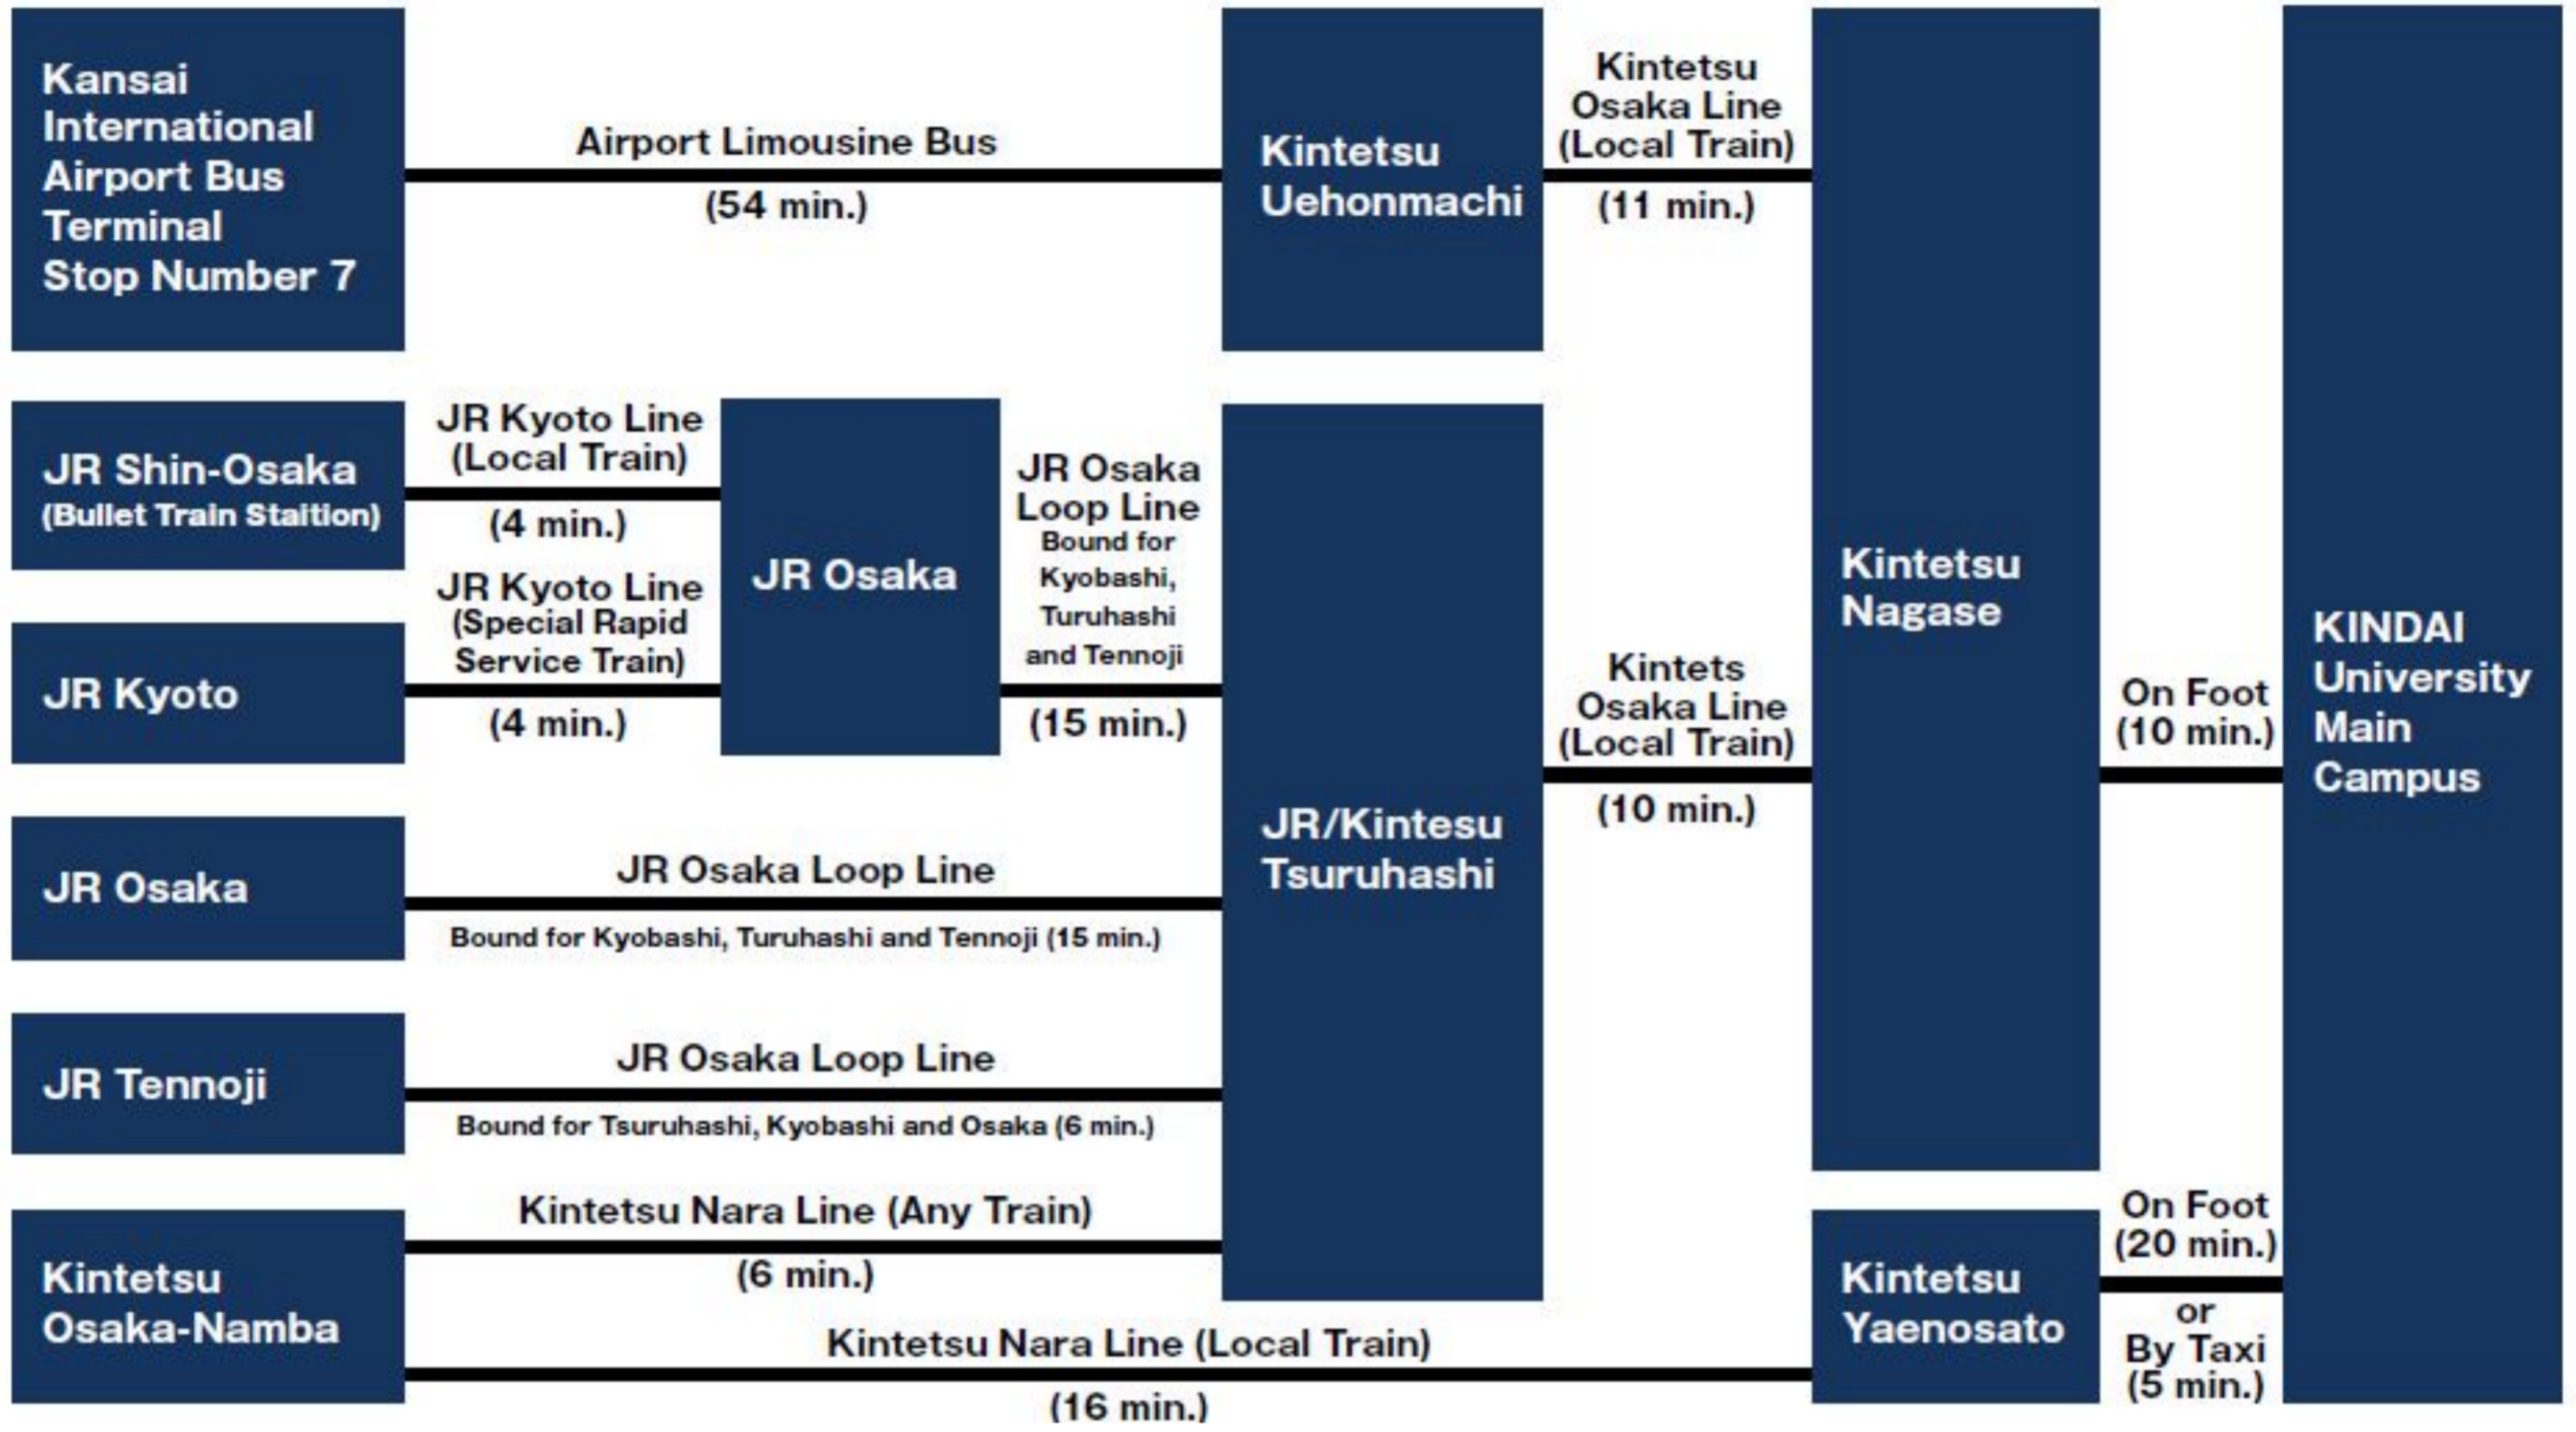 Kansai
International
Airport Bus
Terminal
Stop Number 7
Airport Limousine Bus
(54 min.)
Kintetsu
Uehonmachi
Kintetsu
Osaka Line
(Local Train)
(11 min.)
JR Shin-Osaka
(Bullet Train Staition)
JR Kyoto Line
(Local Train)
(4 min.)
JR Kyoto
JR Kyoto Line
(Special Rapid
Service Train)
(4 min.)
JR Osaka
JR Osaka
Loop Line
Bound for
Kyobashi,
Turuhashi
and Tennoji
(15 min.)
JR Osaka
JR Osaka Loop Line
Bound for Kyobashi, Turuhashi and Tennoji (15 min.)
JR Tennoji
JR Osaka Loop Line
Bound for Tsuruhashi, Kyobashi and Osaka (6 min.)
Kintetsu
Osaka-Namba
Kintetsu Nara Line (Any Train)
(6 min.)
Kintetsu Nara Line (Local Train)
(16 min.)
JR/Kintesu
Tsuruhashi
Kintets
Osaka Line
(Local Train)
(10 min.)
Kintetsu
Nagase
On Foot
(10 min.)
Kintetsu
Yaenosato
On Foot
(20 min.)
or
By Taxi
(5 min.)
KINDAI
University
Main
Campus